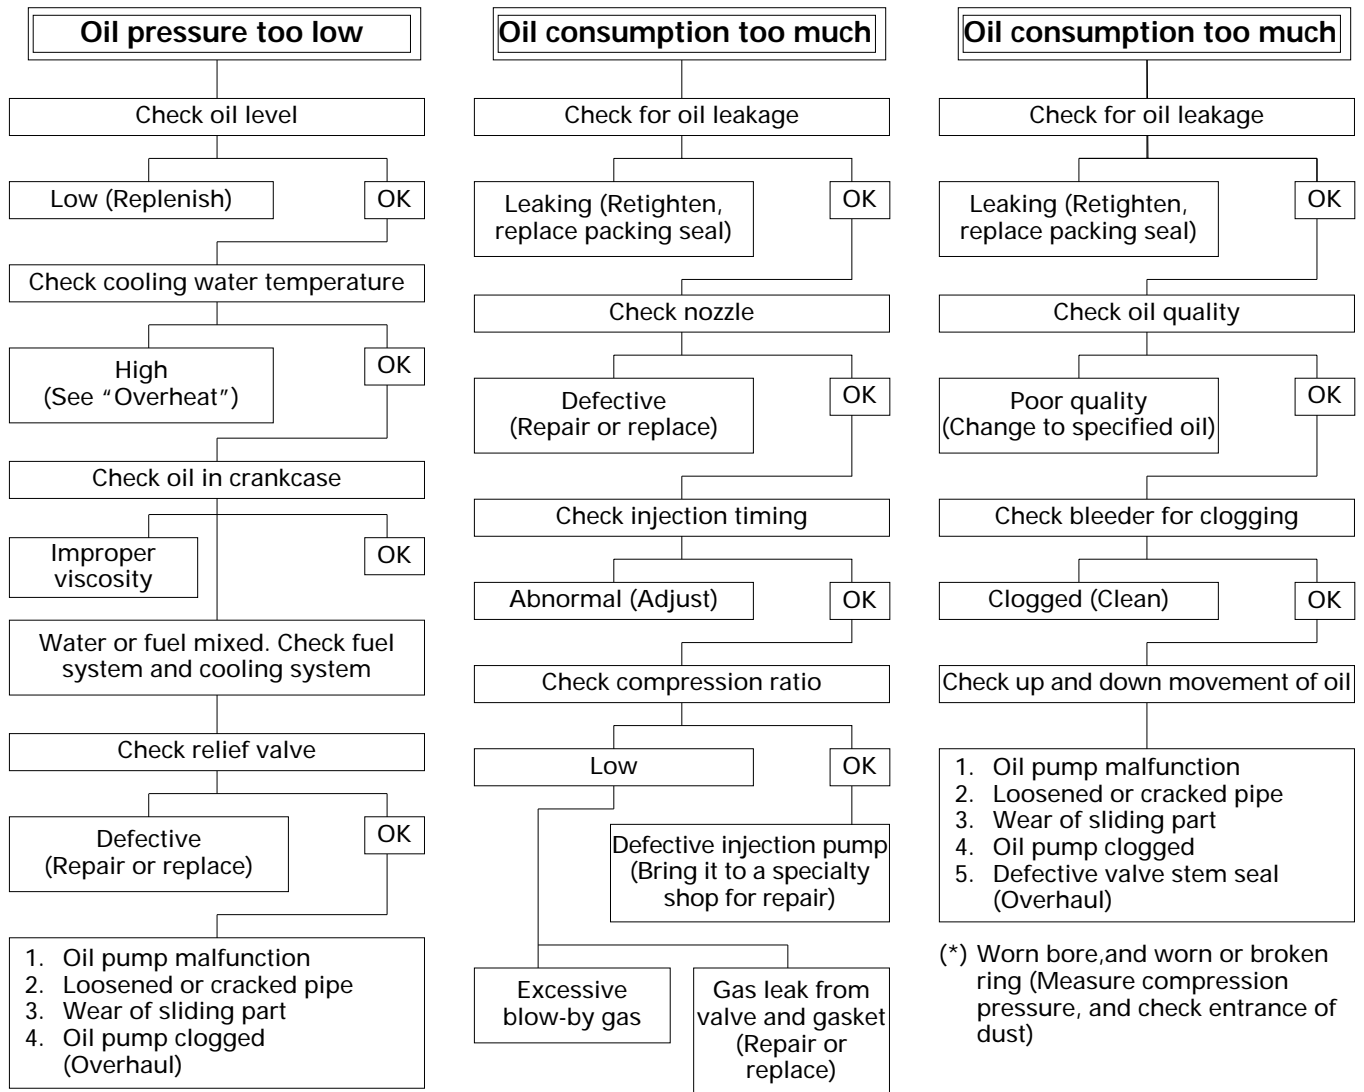 Oil pressure too low
Check oil level
Low (Replenish)
OK
Check cooling water temperature
High
(See “Overheat”)
OK
Check oil in crankcase
Improper
viscosity
OK
Water or fuel mixed. Check fuel
system and cooling system
Check relief valve
Defective
(Repair or replace)
OK
1. Oil pump malfunction
2. Loosened or cracked pipe
3. Wear of sliding part
4. Oil pump clogged
(Overhaul)
Oil consumption too much
Check for oil leakage
Leaking (Retighten,
replace packing seal)
OK
Check nozzle
Defective
(Repair or replace)
OK
Check injection timing
Abnormal (Adjust)
OK
Check compression ratio
Low
OK
Defective injection pump
(Bring it to a specialty
shop for repair)
Excessive
blow-by gas
Gas leak from
valve and gasket
(Repair or
replace)
Oil consumption too much
Check for oil leakage
Leaking (Retighten,
replace packing seal)
OK
Check oil quality
Poor quality
(Change to specified oil)
OK
Check bleeder for clogging
Clogged (Clean)
OK
Check up and down movement of oil
1. Oil pump malfunction
2. Loosened or cracked pipe
3. Wear of sliding part
4. Oil pump clogged
5. Defective valve stem seal
(Overhaul)
(*) Worn bore,and worn or broken
ring (Measure compression
pressure, and check entrance of
dust)